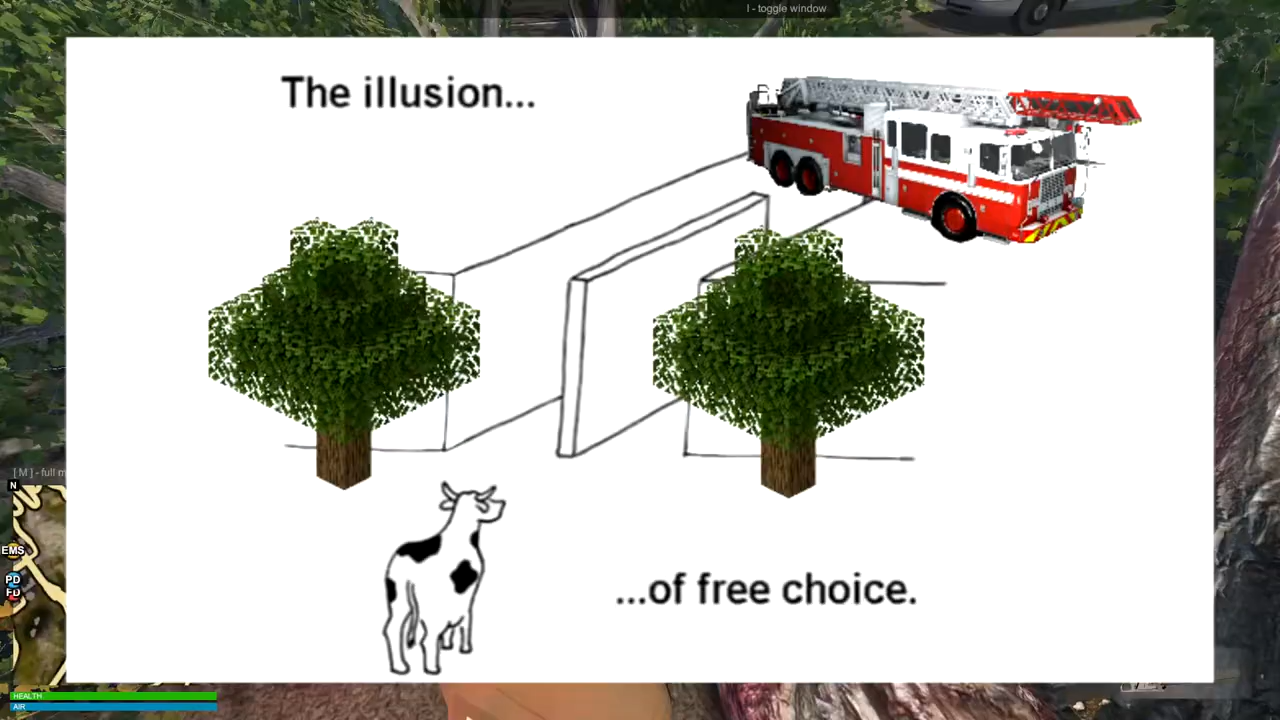 I - toggle window
The illusion...
...of free choice.
[ M ] - full m
N
EMS
PD
FD
HEALTH
AIR